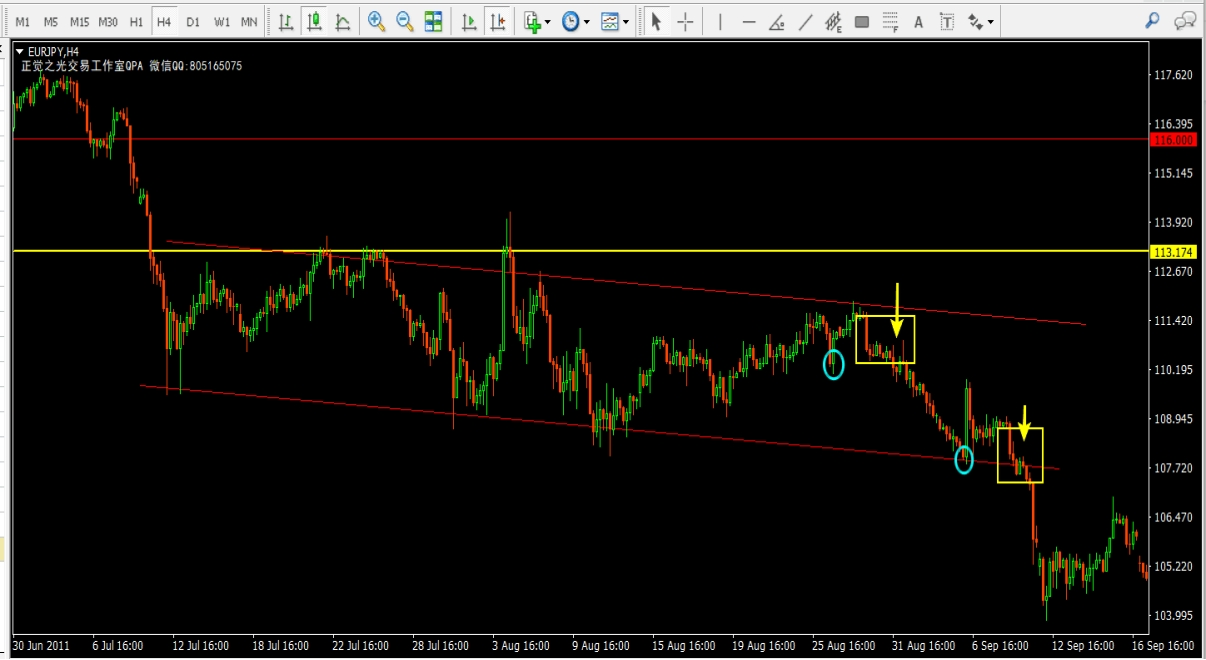 M1 M5 M15 M30 H1 H4 D1 W1 MN
E F A T
EURJPY,H4
正觉之光交易工作室QPA 微信QQ:805165075
117.620
116.395
116.000
115.145
113.920
113.174
112.670
111.420
110.195
108.945
107.720
106.470
105.220
103.995
30 Jun 2011 6 Jul 16:00 12 Jul 16:00 18 Jul 16:00 22 Jul 16:00 28 Jul 16:00 3 Aug 16:00 9 Aug 16:00 15 Aug 16:00 19 Aug 16:00 25 Aug 16:00 31 Aug 16:00 6 Sep 16:00 12 Sep 16:00 16 Sep 16:00